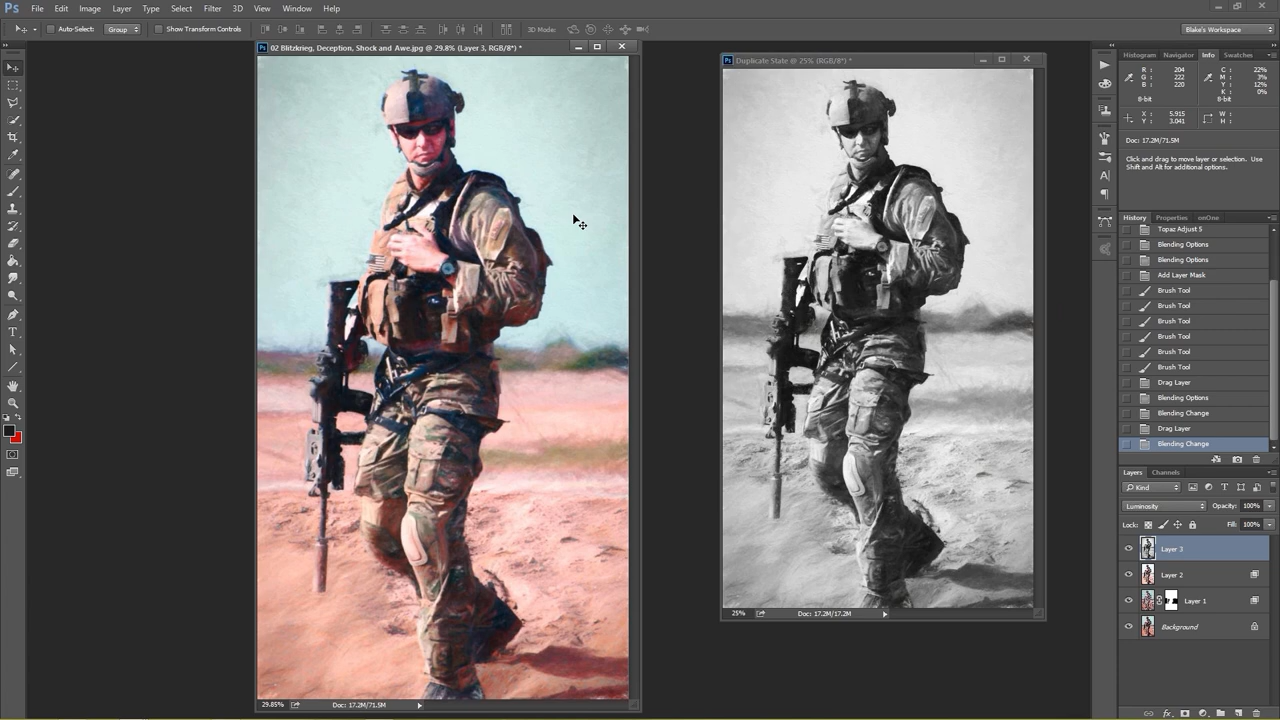 Ps File Edit Image Layer Type Select Filter 3D View Window Help
Auto-Select: Group Show Transform Controls 3D Mode: Blake's Workspace
Ps 02 Blitzkrieg, Deception, Shock and Awe.jpg @ 29.8% (Layer 3, RGB/8*) *
29.85% Doc: 17.2M/71.5M
Ps Duplicate State @ 25% (RGB/8*) *
25% Doc: 17.2M/17.2M
Histogram Navigator Info Swatches
R: 204 C: 22%
G: 222 M: 3%
B: 220 Y: 12%
K: 0%
8-bit 8-bit
X: 5.915 W:
Y: 3.041 H:
Doc: 17.2M/71.5M
Click and drag to move layer or selection. Use
Shift and Alt for additional options.
History Properties onOne
Topaz Adjust 5
Blending Options
Blending Options
Add Layer Mask
Brush Tool
Brush Tool
Brush Tool
Brush Tool
Brush Tool
Brush Tool
Drag Layer
Blending Options
Blending Change
Drag Layer
Blending Change
Layers Channels
Kind
Luminosity Opacity: 100%
Lock: Fill: 100%
Layer 3
Layer 2
Layer 1
Background